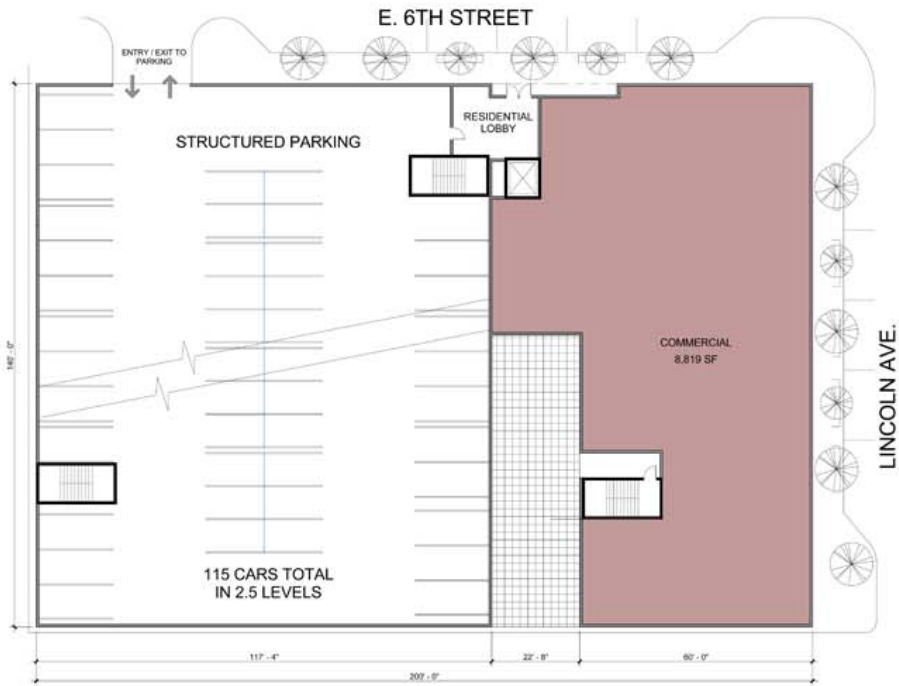 E. 6TH STREET
ENTRY / EXIT TO
PARKING
RESIDENTIAL
LOBBY
STRUCTURED PARKING
COMMERCIAL
8,819 SF
LINCOLN AVE.
140' - 0"
115 CARS TOTAL
IN 2.5 LEVELS
117' - 4"
22' - 8"
60' - 0"
200' - 0"